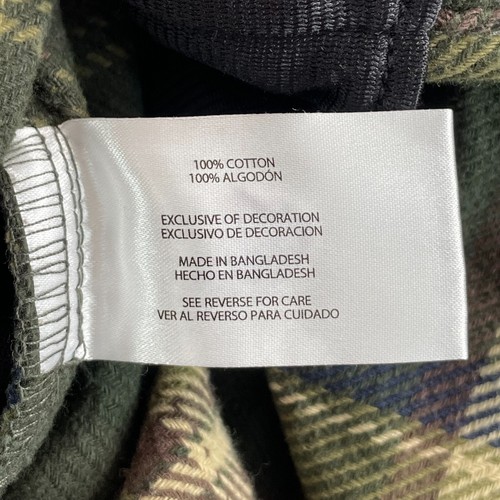 100% COTTON
100% ALGODÓN
EXCLUSIVE OF DECORATION
EXCLUSIVO DE DECORACION
MADE IN BANGLADESH
HECHO EN BANGLADESH
SEE REVERSE FOR CARE
VER AL REVERSO PARA CUIDADO